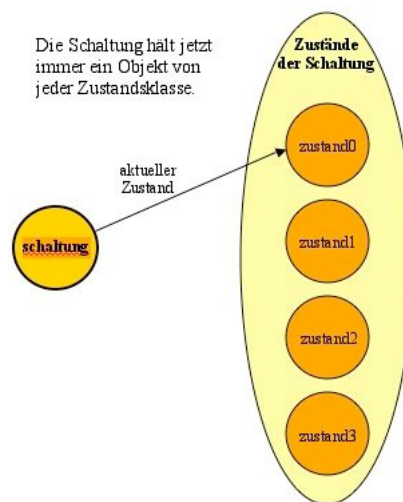 Die Schaltung hält jetzt
immer ein Objekt von
jeder Zustandsklasse.
Zustände
der Schaltung
zustand0
aktueller
Zustand
schaltung
zustand1
zustand2
zustand3